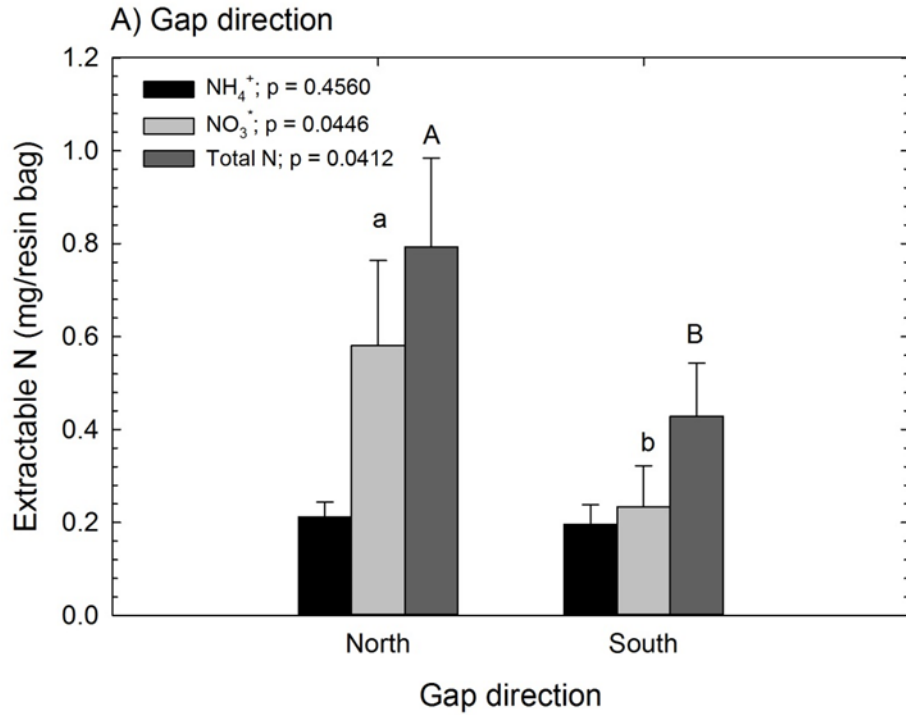 A) Gap direction
1.2
NH₄⁺; p = 0.4560
NO₃*; p = 0.0446
Total N; p = 0.0412
A
1.0
a
0.8
B
0.6
b
0.4
0.2
0.0
Extractable N (mg/resin bag)
North South
Gap direction